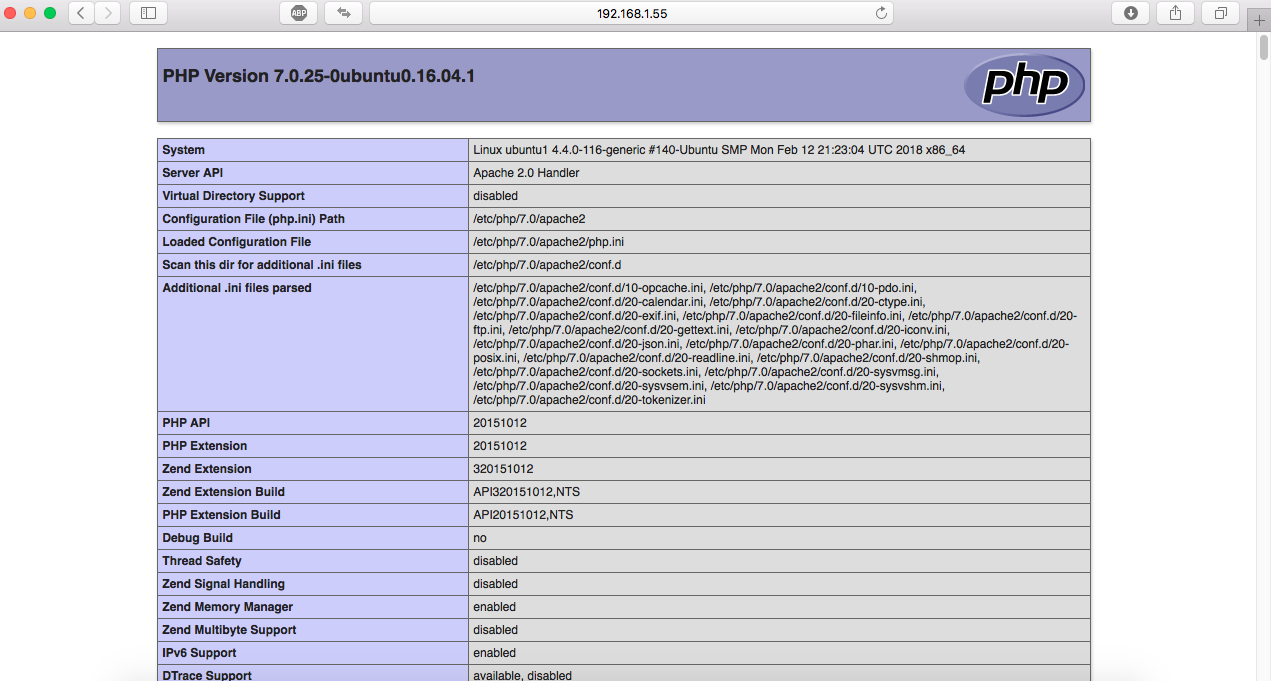 ABP
192.168.1.55
PHP Version 7.0.25-0ubuntu0.16.04.1
php
System Linux ubuntu1 4.4.0-116-generic #140-Ubuntu SMP Mon Feb 12 21:23:04 UTC 2018 x86_64
Server API Apache 2.0 Handler
Virtual Directory Support disabled
Configuration File (php.ini) Path /etc/php/7.0/apache2
Loaded Configuration File /etc/php/7.0/apache2/php.ini
Scan this dir for additional .ini files /etc/php/7.0/apache2/conf.d
Additional .ini files parsed /etc/php/7.0/apache2/conf.d/10-opcache.ini, /etc/php/7.0/apache2/conf.d/10-pdo.ini,
/etc/php/7.0/apache2/conf.d/20-calendar.ini, /etc/php/7.0/apache2/conf.d/20-ctype.ini,
/etc/php/7.0/apache2/conf.d/20-exif.ini, /etc/php/7.0/apache2/conf.d/20-fileinfo.ini, /etc/php/7.0/apache2/conf.d/20-
ftp.ini, /etc/php/7.0/apache2/conf.d/20-gettext.ini, /etc/php/7.0/apache2/conf.d/20-iconv.ini,
/etc/php/7.0/apache2/conf.d/20-json.ini, /etc/php/7.0/apache2/conf.d/20-phar.ini, /etc/php/7.0/apache2/conf.d/20-
posix.ini, /etc/php/7.0/apache2/conf.d/20-readline.ini, /etc/php/7.0/apache2/conf.d/20-shmop.ini,
/etc/php/7.0/apache2/conf.d/20-sockets.ini, /etc/php/7.0/apache2/conf.d/20-sysvmsg.ini,
/etc/php/7.0/apache2/conf.d/20-sysvsem.ini, /etc/php/7.0/apache2/conf.d/20-sysvshm.ini,
/etc/php/7.0/apache2/conf.d/20-tokenizer.ini
PHP API 20151012
PHP Extension 20151012
Zend Extension 320151012
Zend Extension Build API320151012,NTS
PHP Extension Build API20151012,NTS
Debug Build no
Thread Safety disabled
Zend Signal Handling disabled
Zend Memory Manager enabled
Zend Multibyte Support disabled
IPv6 Support enabled
DTrace Support available, disabled